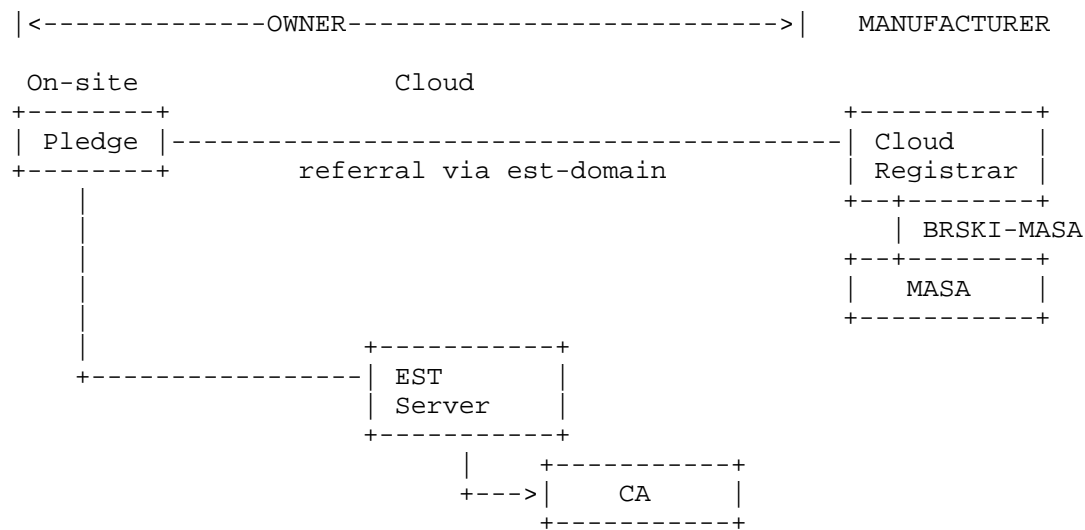 |<--------------OWNER---------------------------->| MANUFACTURER
On-site Cloud
Pledge Cloud
referral via est-domain Registrar
BRSKI-MASA
MASA
EST
Server
CA